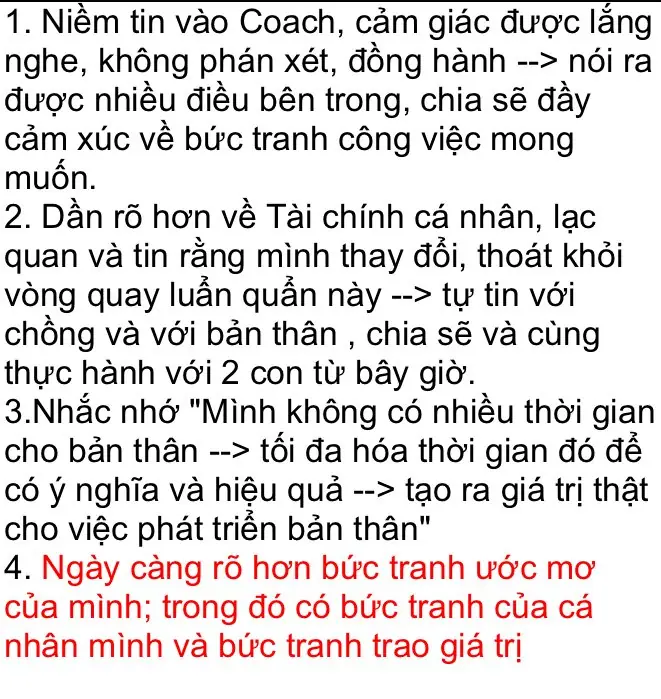 1. Niềm tin vào Coach, cảm giác được lắng
nghe, không phán xét, đồng hành --> nói ra
được nhiều điều bên trong, chia sẽ đầy
cảm xúc về bức tranh công việc mong
muốn.
2. Dần rõ hơn về Tài chính cá nhân, lạc
quan và tin rằng mình thay đổi, thoát khỏi
vòng quay luẩn quẩn này --> tự tin với
chồng và với bản thân , chia sẽ và cùng
thực hành với 2 con từ bây giờ.
3.Nhắc nhớ "Mình không có nhiều thời gian
cho bản thân --> tối đa hóa thời gian đó để
có ý nghĩa và hiệu quả --> tạo ra giá trị thật
cho việc phát triển bản thân"
4. Ngày càng rõ hơn bức tranh ước mơ
của mình; trong đó có bức tranh của cá
nhân mình và bức tranh trao giá trị